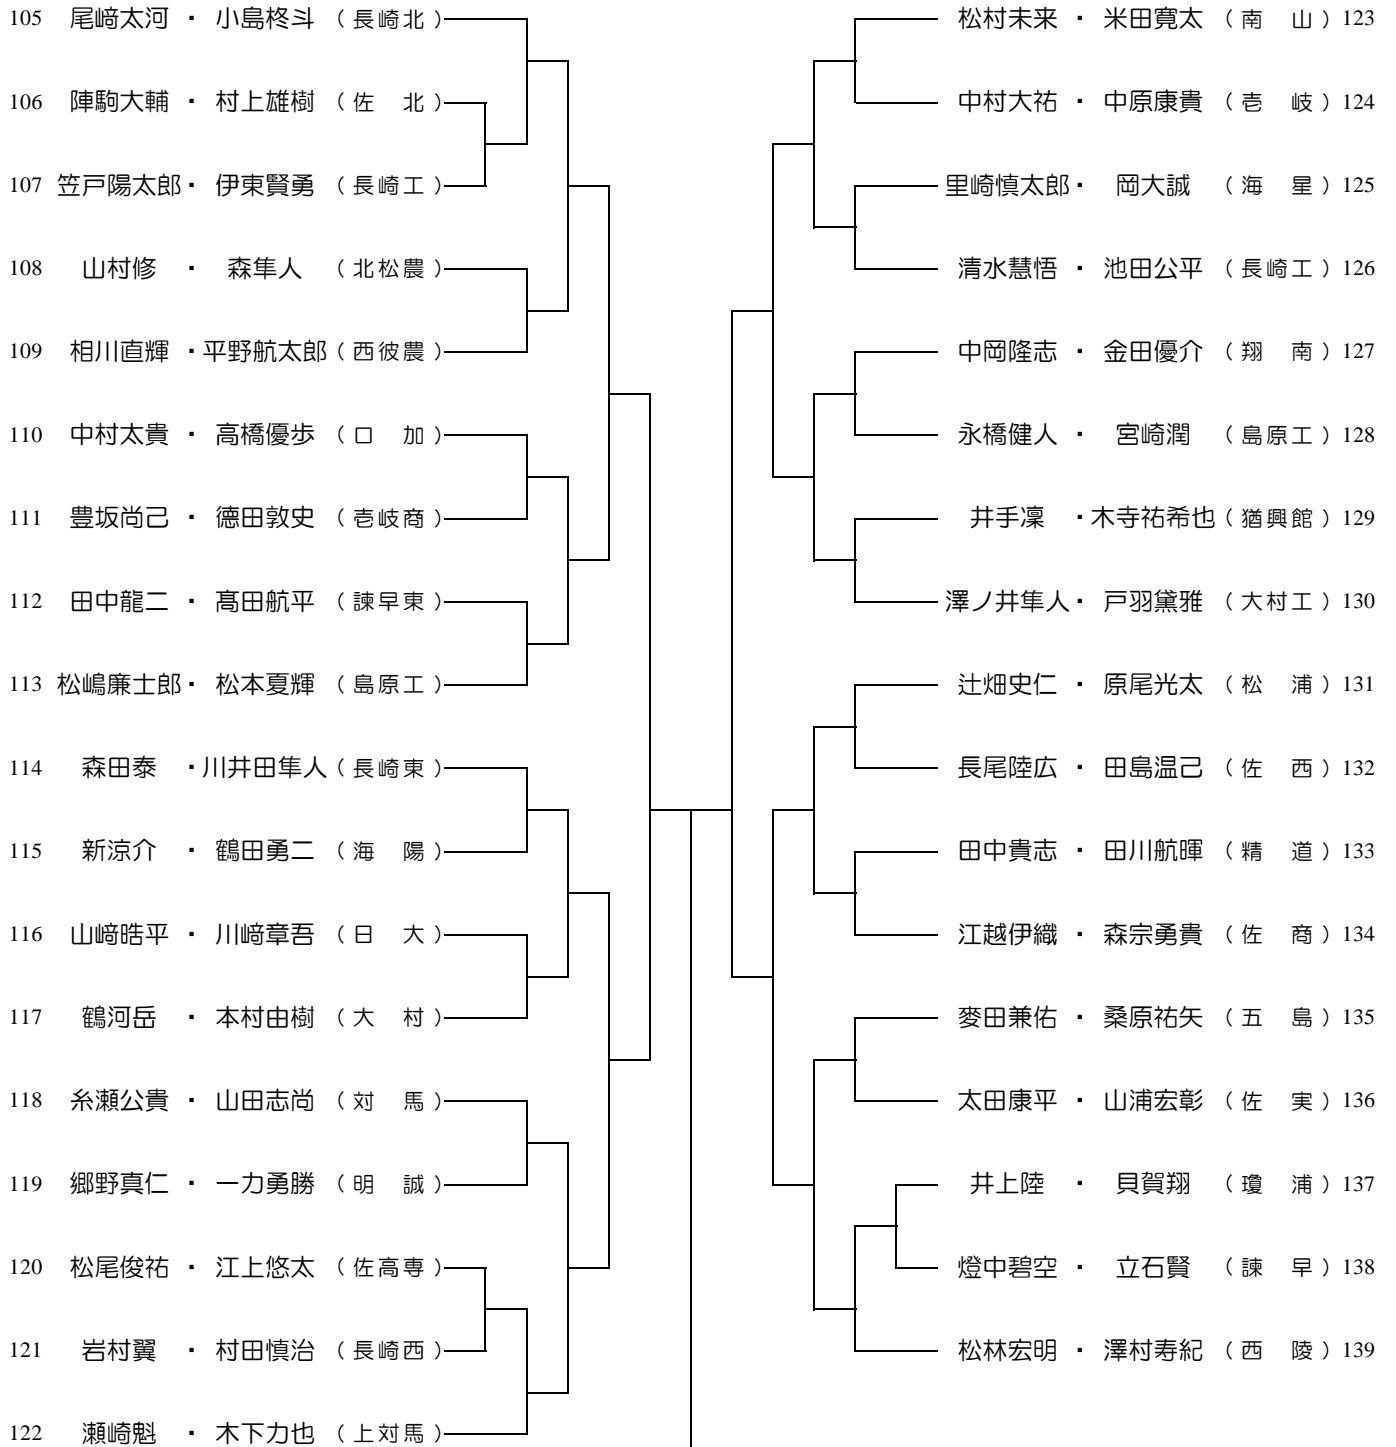 105 尾﨑太河 ・ 小島柊斗 （長崎北）
106 陣駒大輔 ・ 村上雄樹 （佐　北）
107 笠戸陽太郎・ 伊東賢勇 （長崎工）
108 山村修 ・ 森隼人 （北松農）
109 相川直輝 ・平野航太郎（西彼農）
110 中村太貴 ・ 高橋優歩 （口　加）
111 豊坂尚己 ・ 德田敦史 （壱岐商）
112 田中龍二 ・ 髙田航平 （諫早東）
113 松嶋廉士郎・ 松本夏輝 （島原工）
114 森田泰 ・川井田隼人（長崎東）
115 新涼介 ・ 鶴田勇二 （海　陽）
116 山﨑晧平 ・ 川﨑章吾 （日　大）
117 鶴河岳 ・ 本村由樹 （大　村）
118 糸瀬公貴 ・ 山田志尚 （対　馬）
119 郷野真仁 ・ 一力勇勝 （明　誠）
120 松尾俊祐 ・ 江上悠太 （佐高専）
121 岩村翼 ・ 村田慎治 （長崎西）
122 瀬崎魁 ・ 木下力也 （上対馬）
松村未来 ・ 米田寛太 （南　山）123
中村大祐 ・ 中原康貴 （壱　岐）124
里崎慎太郎・ 岡大誠 （海　星）125
清水慧悟 ・ 池田公平 （長崎工）126
中岡隆志 ・ 金田優介 （翔　南）127
永橋健人 ・ 宮崎潤 （島原工）128
井手凜 ・木寺祐希也（猶興館）129
澤ノ井隼人・ 戸羽黛雅 （大村工）130
辻畑史仁 ・ 原尾光太 （松　浦）131
長尾陸広 ・ 田島温己 （佐　西）132
田中貴志 ・ 田川航暉 （精　道）133
江越伊織 ・ 森宗勇貴 （佐　商）134
麥田兼佑 ・ 桑原祐矢 （五　島）135
太田康平 ・ 山浦宏彰 （佐　実）136
井上陸 ・ 貝賀翔 （瓊　浦）137
燈中碧空 ・ 立石賢 （諫　早）138
松林宏明 ・ 澤村寿紀 （西　陵）139